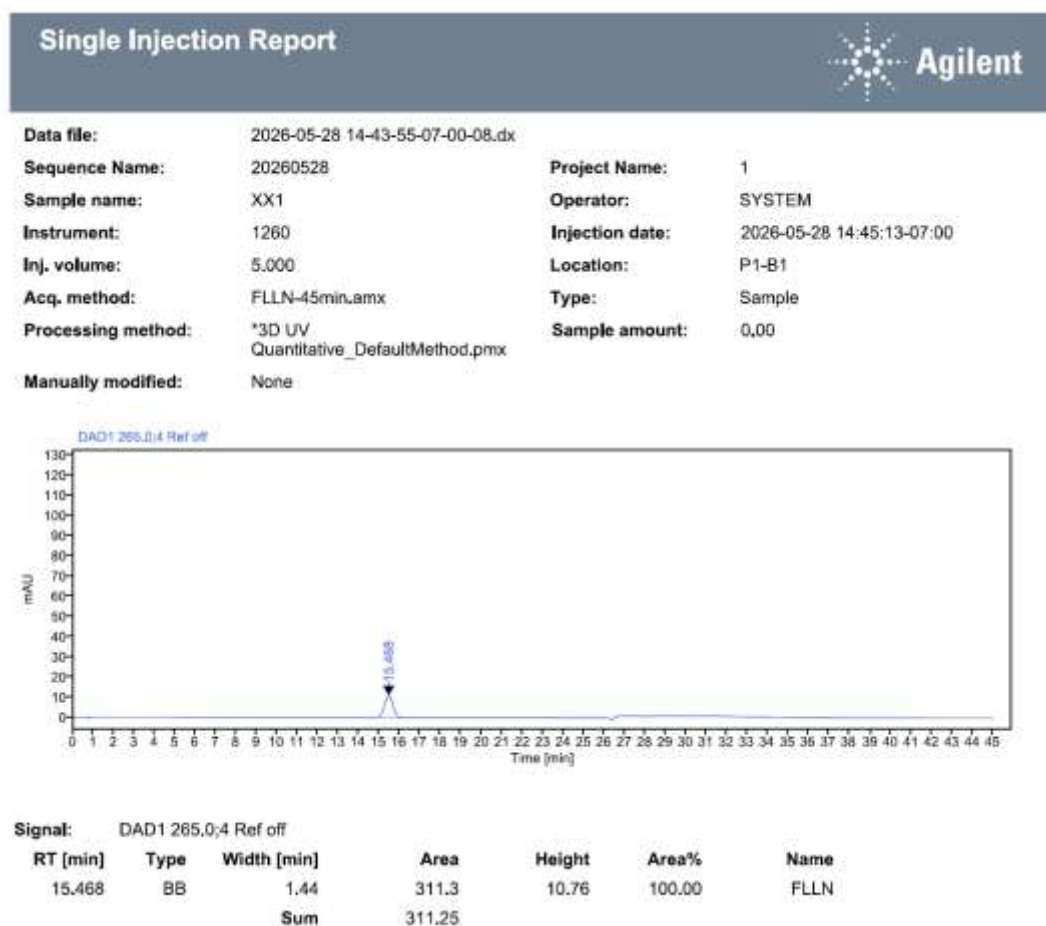 Single Injection Report
Agilent
Data file: 2026-05-28 14-43-55-07-00-08.dx
Sequence Name: 20260528 Project Name: 1
Sample name: XX1 Operator: SYSTEM
Instrument: 1260 Injection date: 2026-05-28 14:45:13-07:00
Inj. volume: 5.000 Location: P1-B1
Acq. method: FLLN-45min.amx Type: Sample
Processing method: *3D UV Sample amount: 0.00
Quantitative_DefaultMethod.pmx
Manually modified: None
DAD1 265.0;4 Ref off
130
120
110
100
90
80
70
60
50
40
30
20
10
0
mAU
15.468
0 1 2 3 4 5 6 7 8 9 10 11 12 13 14 15 16 17 18 19 20 21 22 23 24 25 26 27 28 29 30 31 32 33 34 35 36 37 38 39 40 41 42 43 44 45
Time [min]
Signal: DAD1 265.0;4 Ref off
RT [min] Type Width [min] Area Height Area% Name
15.468 BB 1.44 311.3 10.76 100.00 FLLN
Sum 311.25